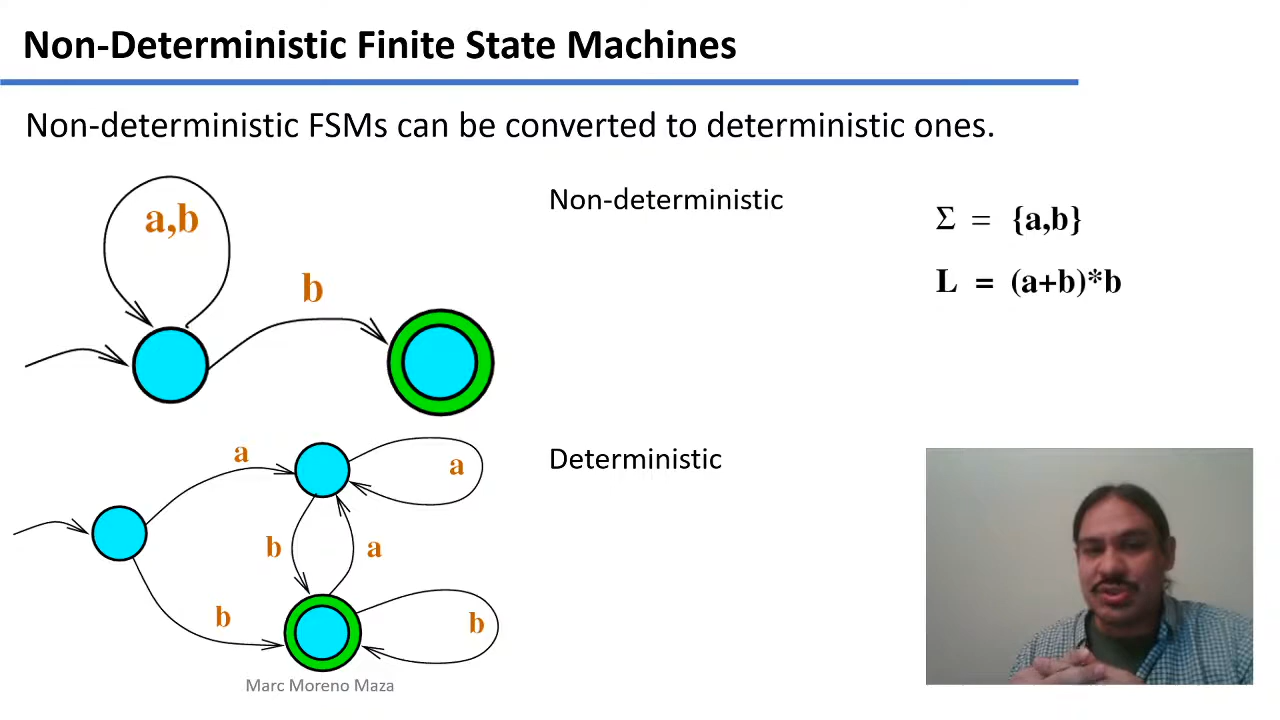 Non-Deterministic Finite State Machines
Non-deterministic FSMs can be converted to deterministic ones.
a,b
b
Non-deterministic
Σ = {a,b}
L = (a+b)*b
a
a
b
a
b
b
Deterministic
Marc Moreno Maza